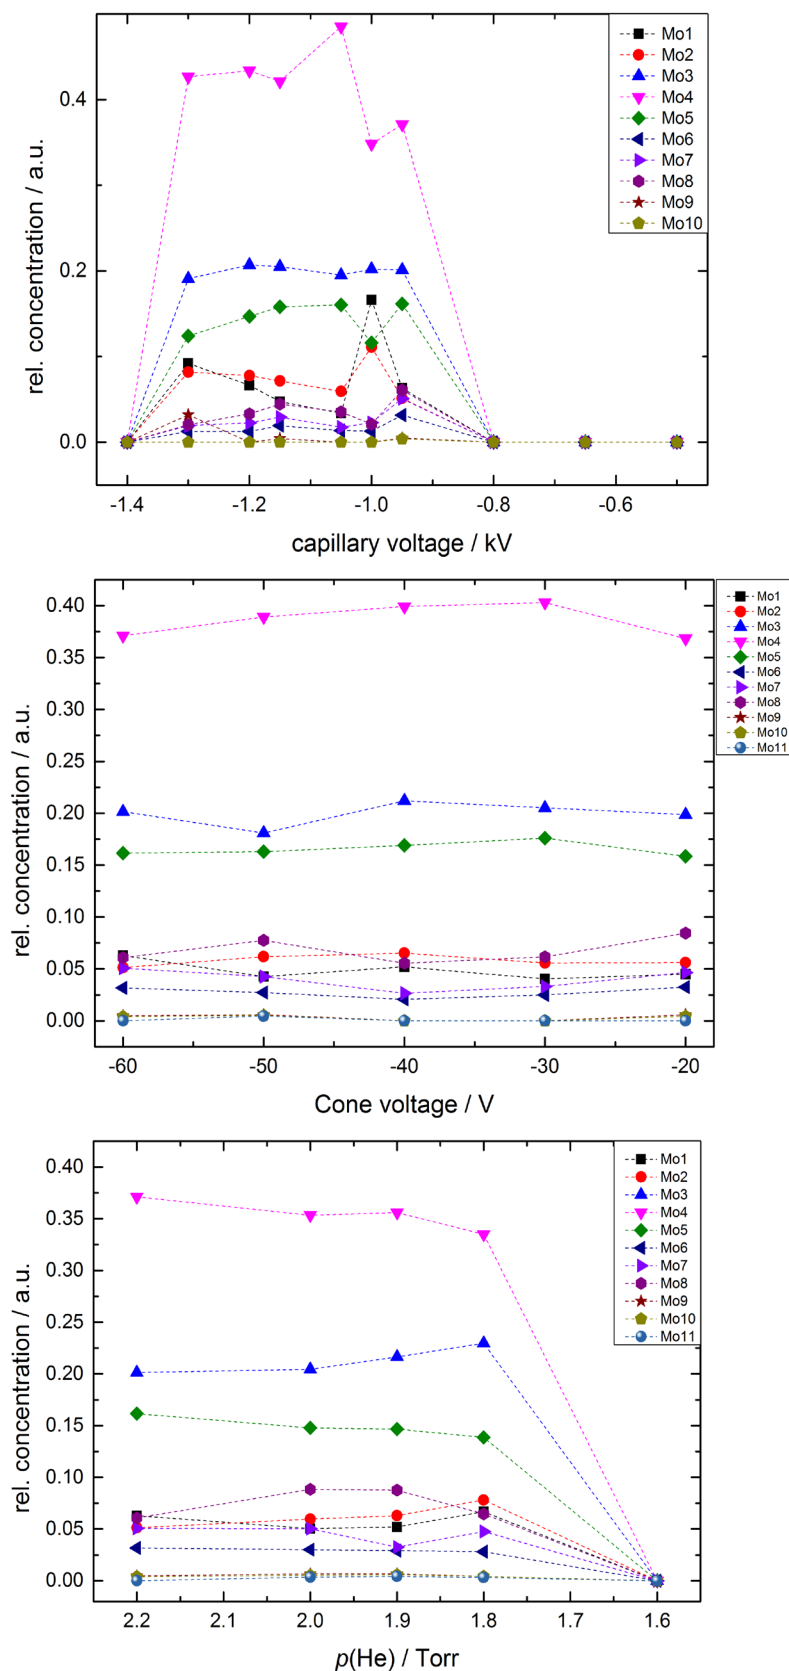 rel. concentration / a.u.
0.4
0.2
0.0
Mo1
Mo2
Mo3
Mo4
Mo5
Mo6
Mo7
Mo8
Mo9
Mo10
-1.4
-1.2
-1.0
-0.8
-0.6
capillary voltage / kV
rel. concentration / a.u.
0.40
0.35
0.30
0.25
0.20
0.15
0.10
0.05
0.00
Mo1
Mo2
Mo3
Mo4
Mo5
Mo6
Mo7
Mo8
Mo9
Mo10
Mo11
-60
-50
-40
-30
-20
Cone voltage / V
rel. concentration / a.u.
0.40
0.35
0.30
0.25
0.20
0.15
0.10
0.05
0.00
Mo1
Mo2
Mo3
Mo4
Mo5
Mo6
Mo7
Mo8
Mo9
Mo10
Mo11
2.2
2.1
2.0
1.9
1.8
1.7
1.6
p(He) / Torr